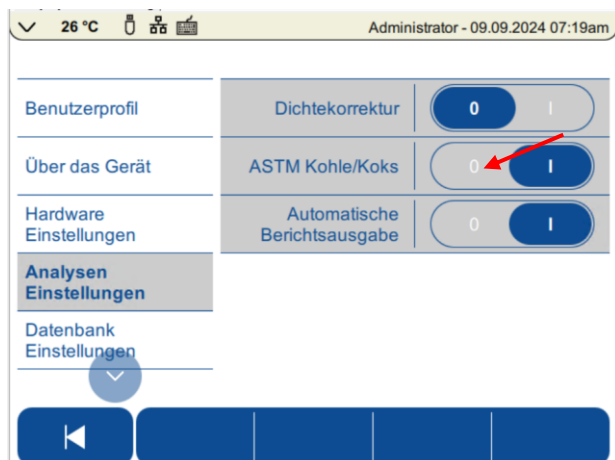 26 °C
Administrator - 09.09.2024 07:19am
Benutzerprofil
Dichtekorrektur
0 I
Über das Gerät
ASTM Kohle/Koks
0 I
Hardware
Einstellungen
Automatische
Berichtsausgabe
0 I
Analysen
Einstellungen
Datenbank
Einstellungen